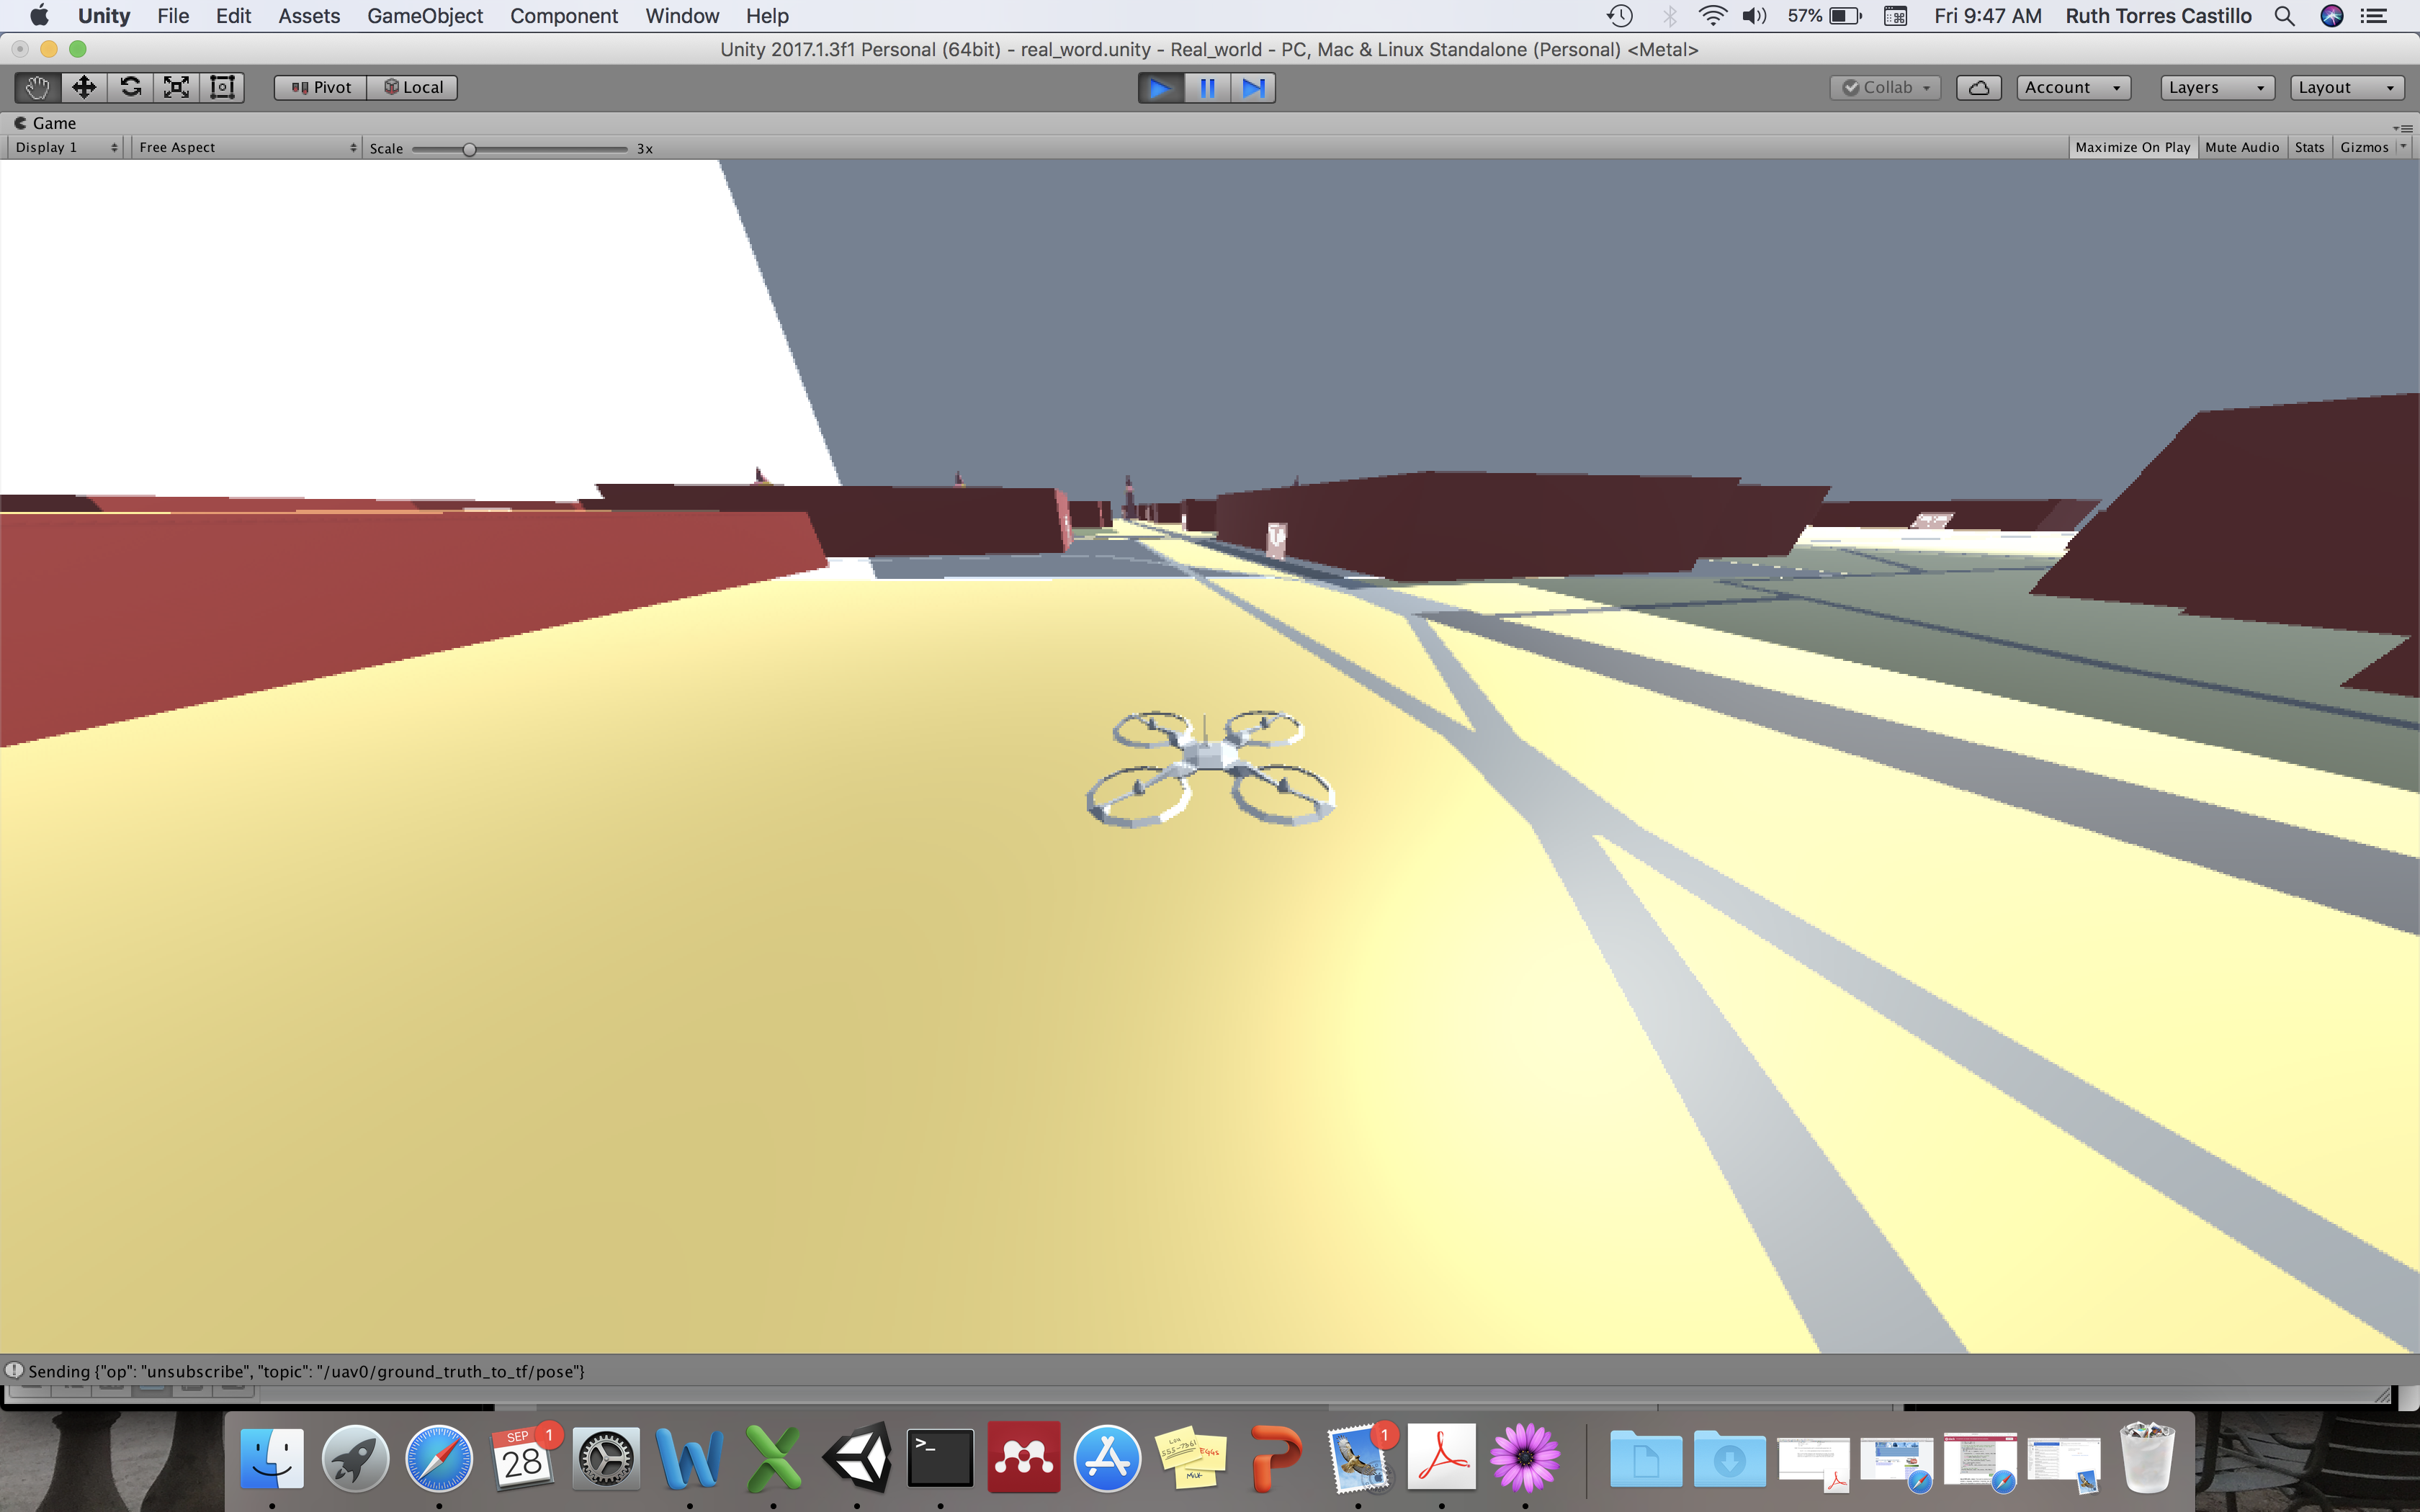 Unity File Edit Assets GameObject Component Window Help 57% Fri 9:47 AM Ruth Torres Castillo
Unity 2017.1.3f1 Personal (64bit) - real_word.unity - Real_world - PC, Mac & Linux Standalone (Personal) <Metal>
Pivot Local Collab Account Layers Layout
Game
Display 1 Free Aspect Scale 3x Maximize On Play Mute Audio Stats Gizmos
Sending {"op": "unsubscribe", "topic": "/uav0/ground_truth_to_tf/pose"}
SEP 1 1
28